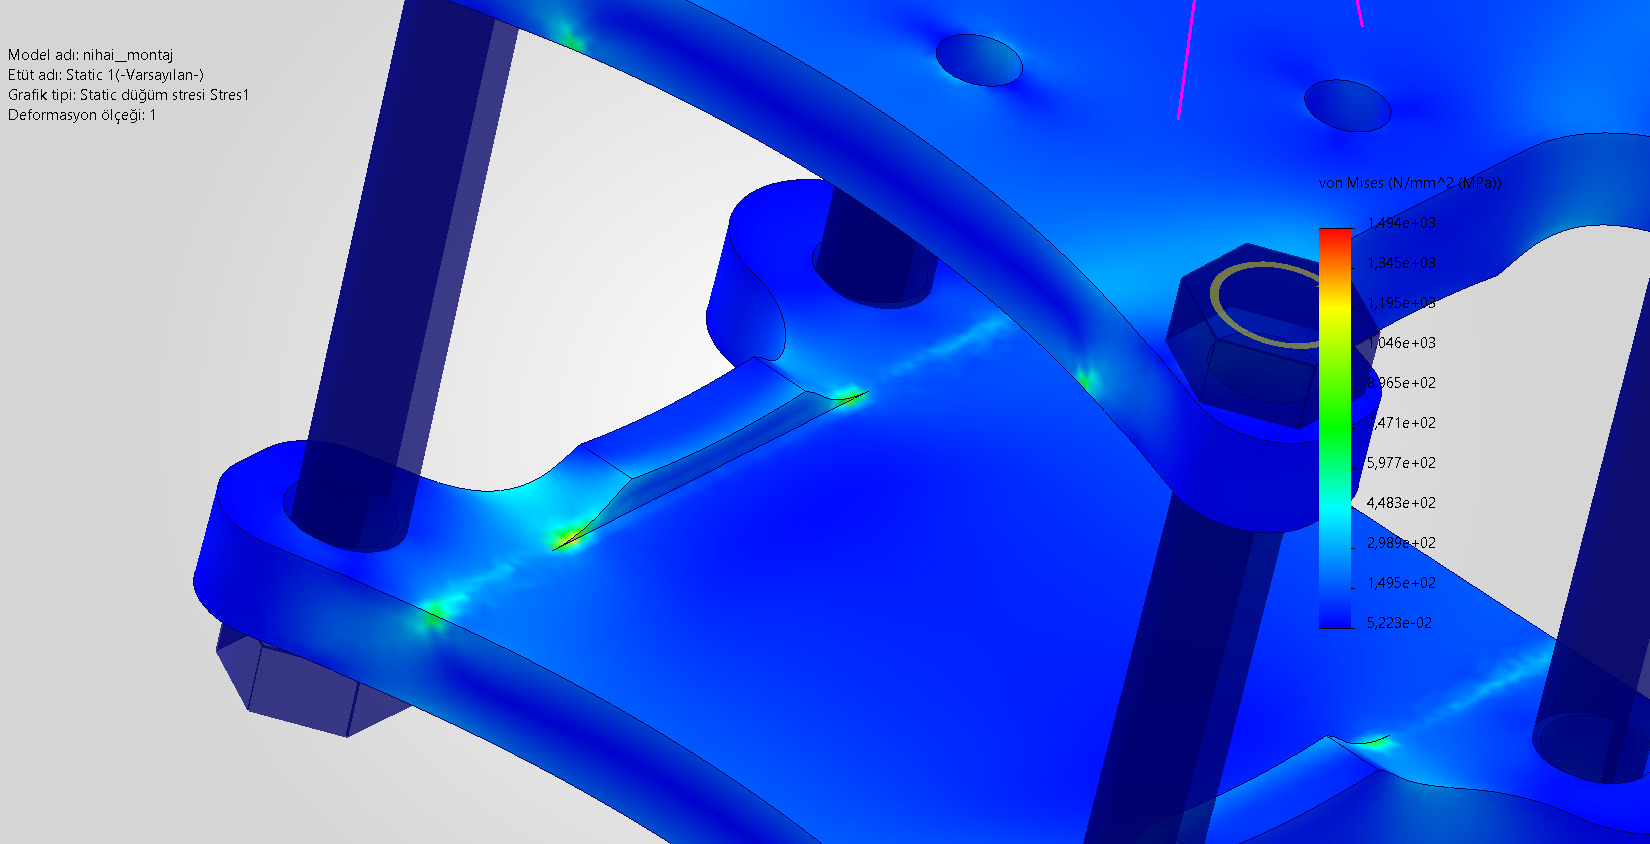 Model adı: nihai__montaj
Etüt adı: Static 1(-Varsayılan-)
Grafik tipi: Static düğüm stresi Stres1
Deformasyon ölçeği: 1
von Mises (N/mm^2 (MPa))
1,494e+03
1,345e+03
1,195e+03
1,046e+03
8,965e+02
7,471e+02
5,977e+02
4,483e+02
2,989e+02
1,495e+02
5,223e-02